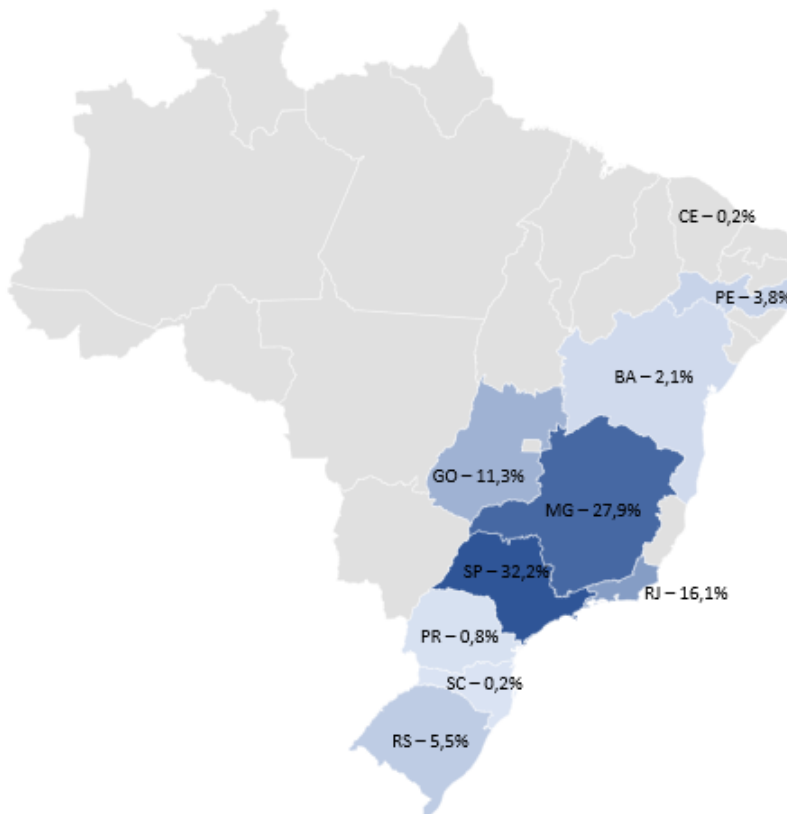 CE – 0,2%
PE – 3,8%
BA – 2,1%
GO – 11,3%
MG – 27,9%
SP – 32,2%
RJ – 16,1%
PR – 0,8%
SC – 0,2%
RS – 5,5%